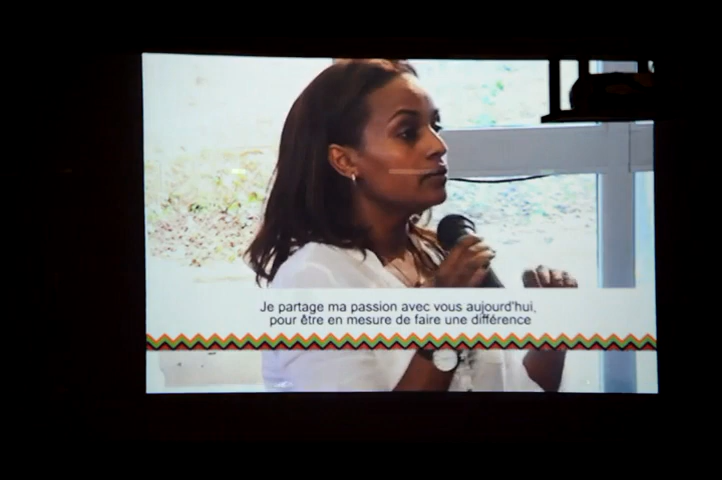 Je partage ma passion avec vous aujourd'hui,
pour être en mesure de faire une différence